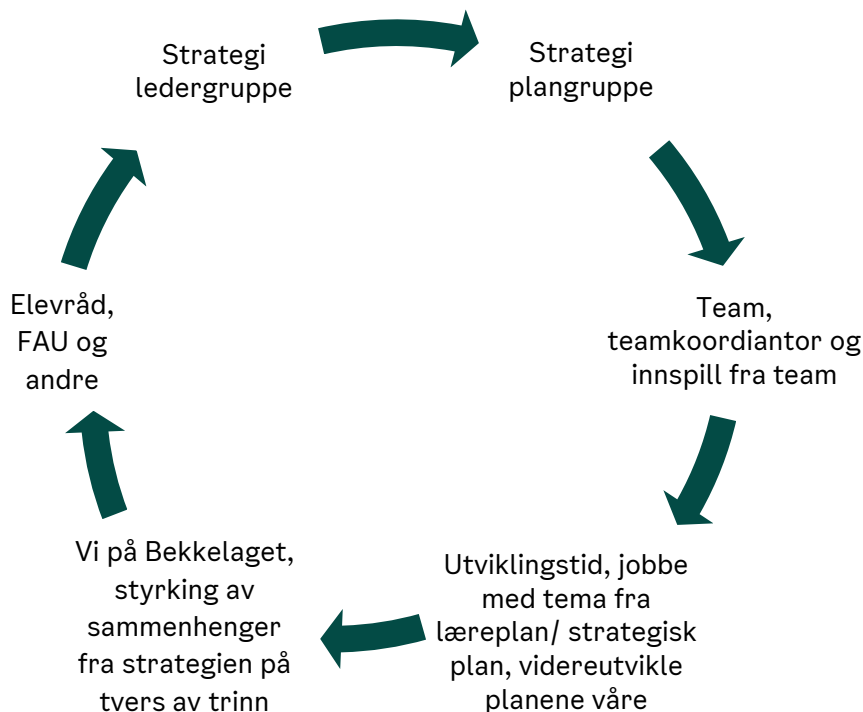 Strategi
ledergruppe
Strategi
plangruppe
Team,
teamkoordiantor og
innspill fra team
Utviklingstid, jobbe
med tema fra
læreplan/ strategisk
plan, videreutvikle
planene våre
Vi på Bekkelaget,
styrking av
sammenhenger
fra strategien på
tvers av trinn
Elevråd,
FAU og
andre